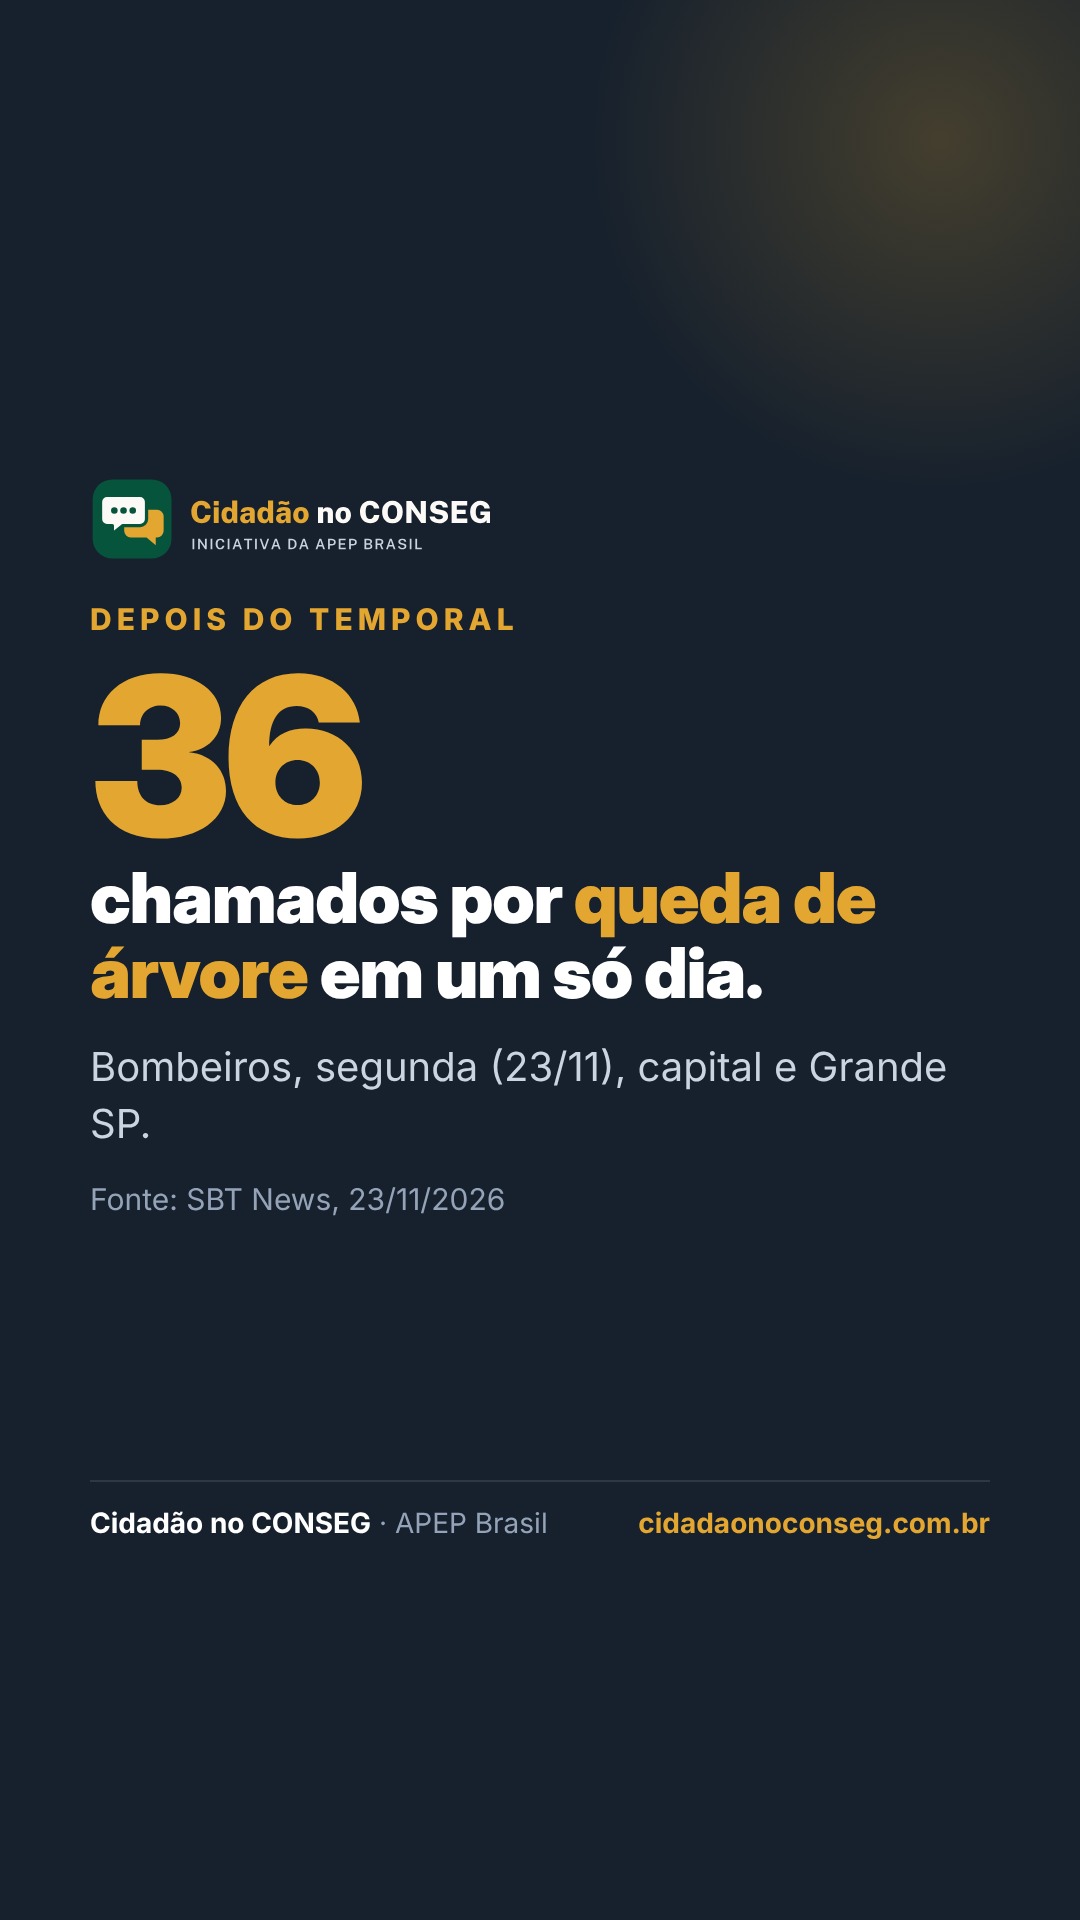 Cidadão no CONSEG
INICIATIVA DA APEP BRASIL
DEPOIS DO TEMPORAL
36
chamados por queda de
árvore em um só dia.
Bombeiros, segunda (23/11), capital e Grande
SP.
Fonte: SBT News, 23/11/2026
Cidadão no CONSEG · APEP Brasil
cidadaonoconseg.com.br